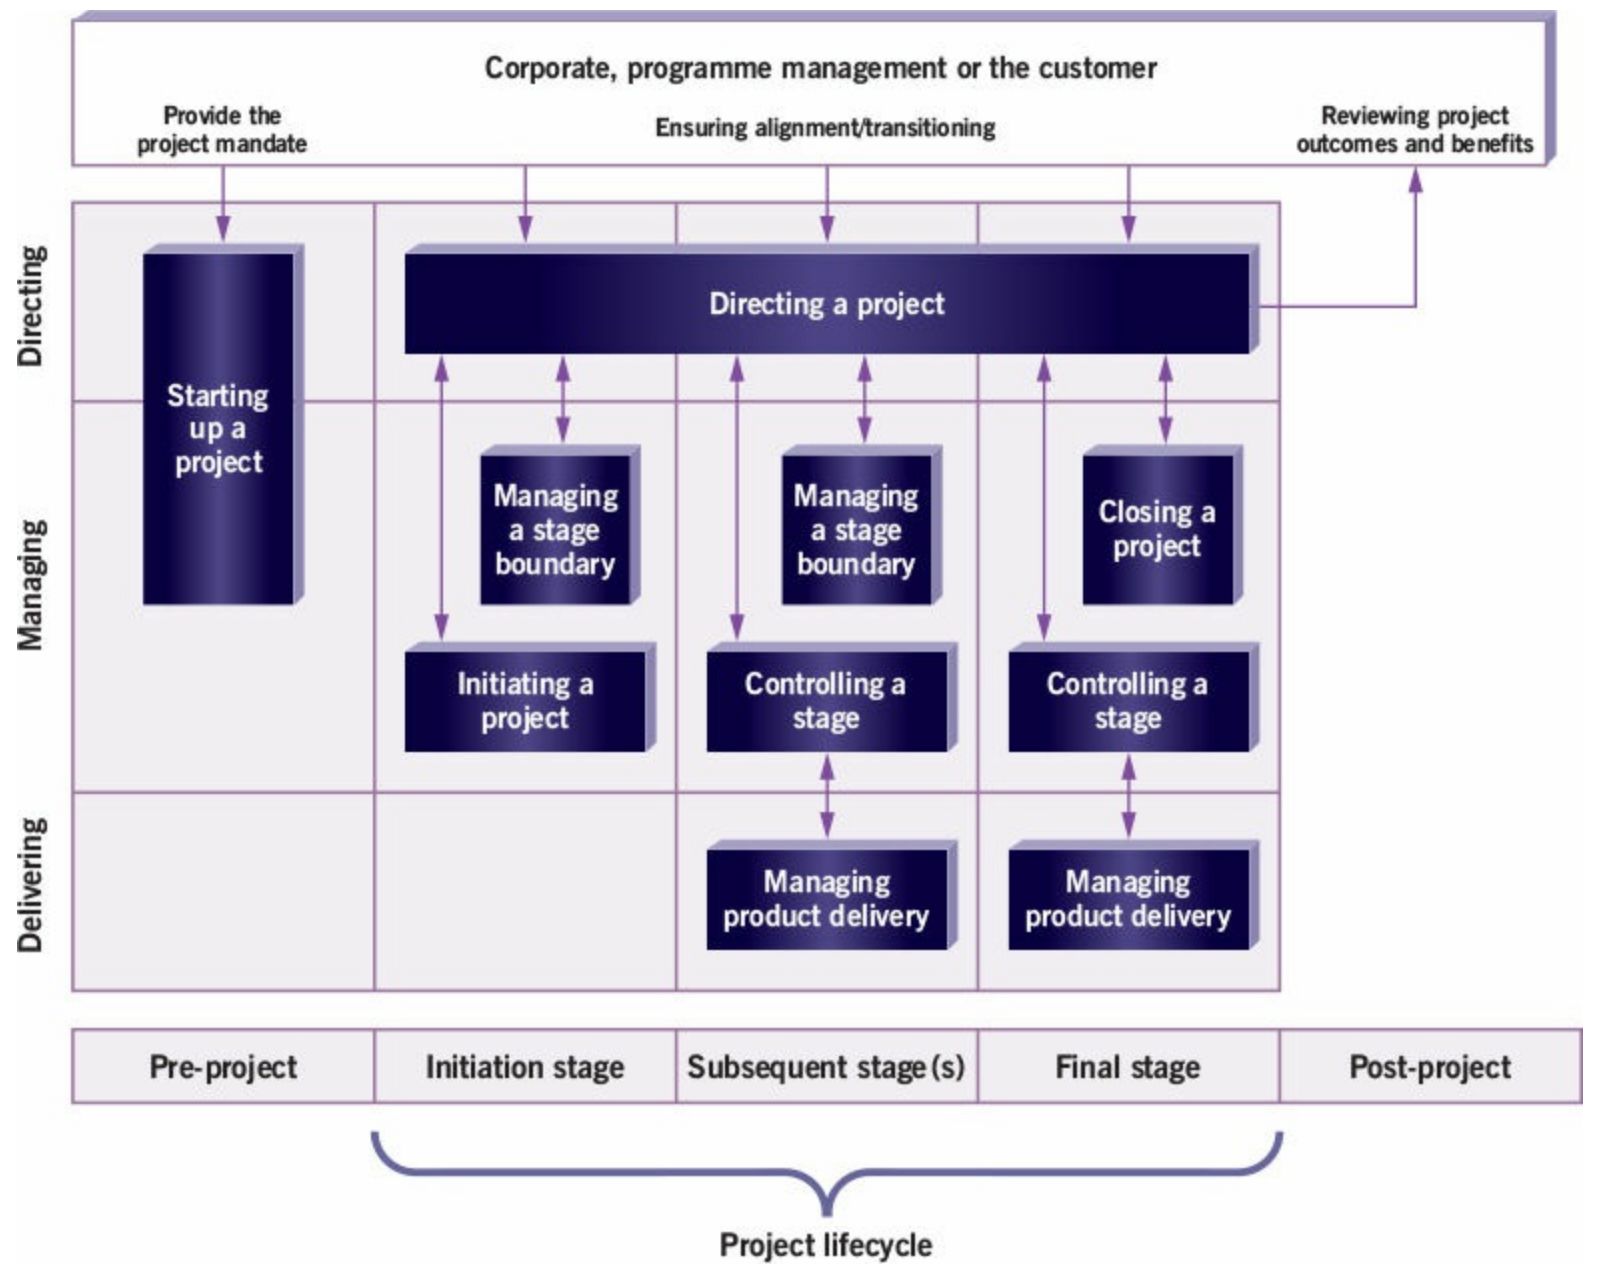 Corporate, programme management or the customer
Provide the
project mandate
Ensuring alignment/transitioning
Reviewing project
outcomes and benefits
Directing
Directing a project
Starting
up a
project
Managing
Managing
a stage
boundary
Managing
a stage
boundary
Closing a
project
Initiating a
project
Controlling a
stage
Controlling a
stage
Delivering
Managing
product delivery
Managing
product delivery
Pre-project
Initiation stage
Subsequent stage(s)
Final stage
Post-project
Project lifecycle